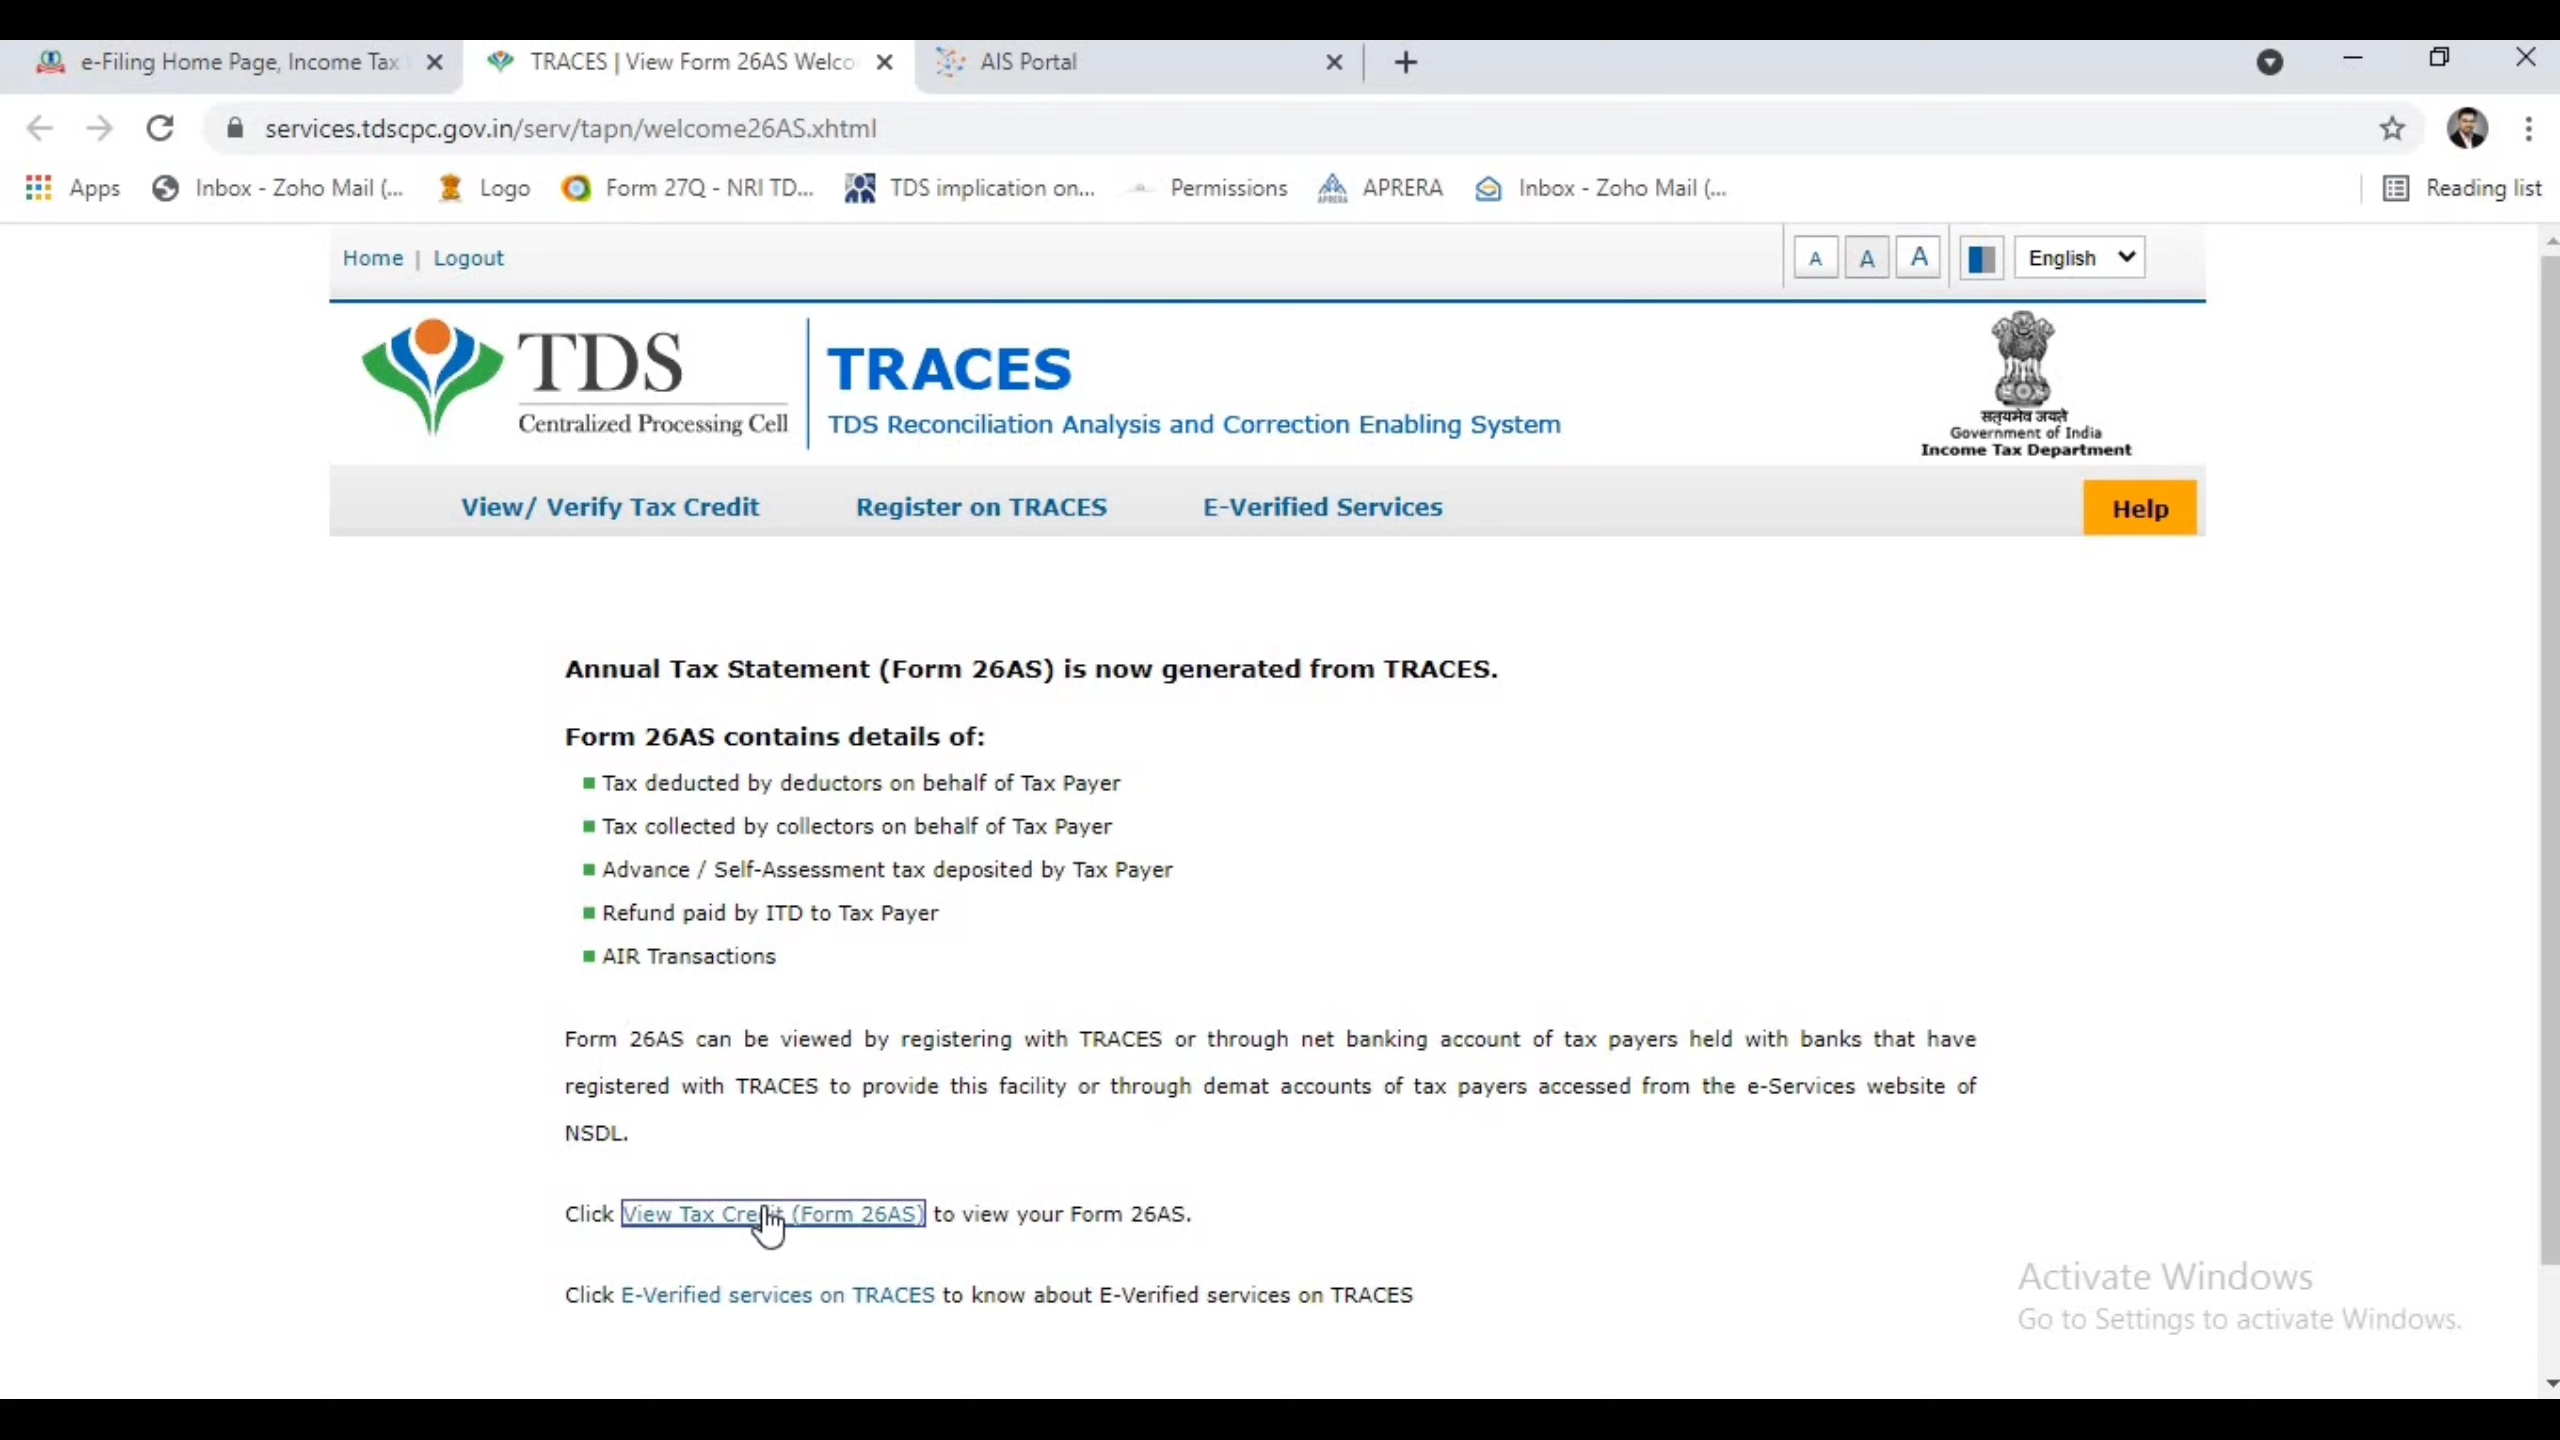 e-Filing Home Page, Income Tax
TRACES | View Form 26AS Welco
AIS Portal
services.tdscpc.gov.in/serv/tapn/welcome26AS.xhtml
Apps
Inbox - Zoho Mail (...
Logo
Form 27Q - NRI TD...
TDS implication on...
Permissions
APRERA
Inbox - Zoho Mail (...
Reading list
Home | Logout
A A A
English
TDS
Centralized Processing Cell
TRACES
TDS Reconciliation Analysis and Correction Enabling System
सत्यमेव जयते
Government of India
Income Tax Department
View/ Verify Tax Credit
Register on TRACES
E-Verified Services
Help
Annual Tax Statement (Form 26AS) is now generated from TRACES.
Form 26AS contains details of:
Tax deducted by deductors on behalf of Tax Payer
Tax collected by collectors on behalf of Tax Payer
Advance / Self-Assessment tax deposited by Tax Payer
Refund paid by ITD to Tax Payer
AIR Transactions
Form 26AS can be viewed by registering with TRACES or through net banking account of tax payers held with banks that have
registered with TRACES to provide this facility or through demat accounts of tax payers accessed from the e-Services website of
NSDL.
Click View Tax Credit (Form 26AS) to view your Form 26AS.
Click E-Verified services on TRACES to know about E-Verified services on TRACES
Activate Windows
Go to Settings to activate Windows.